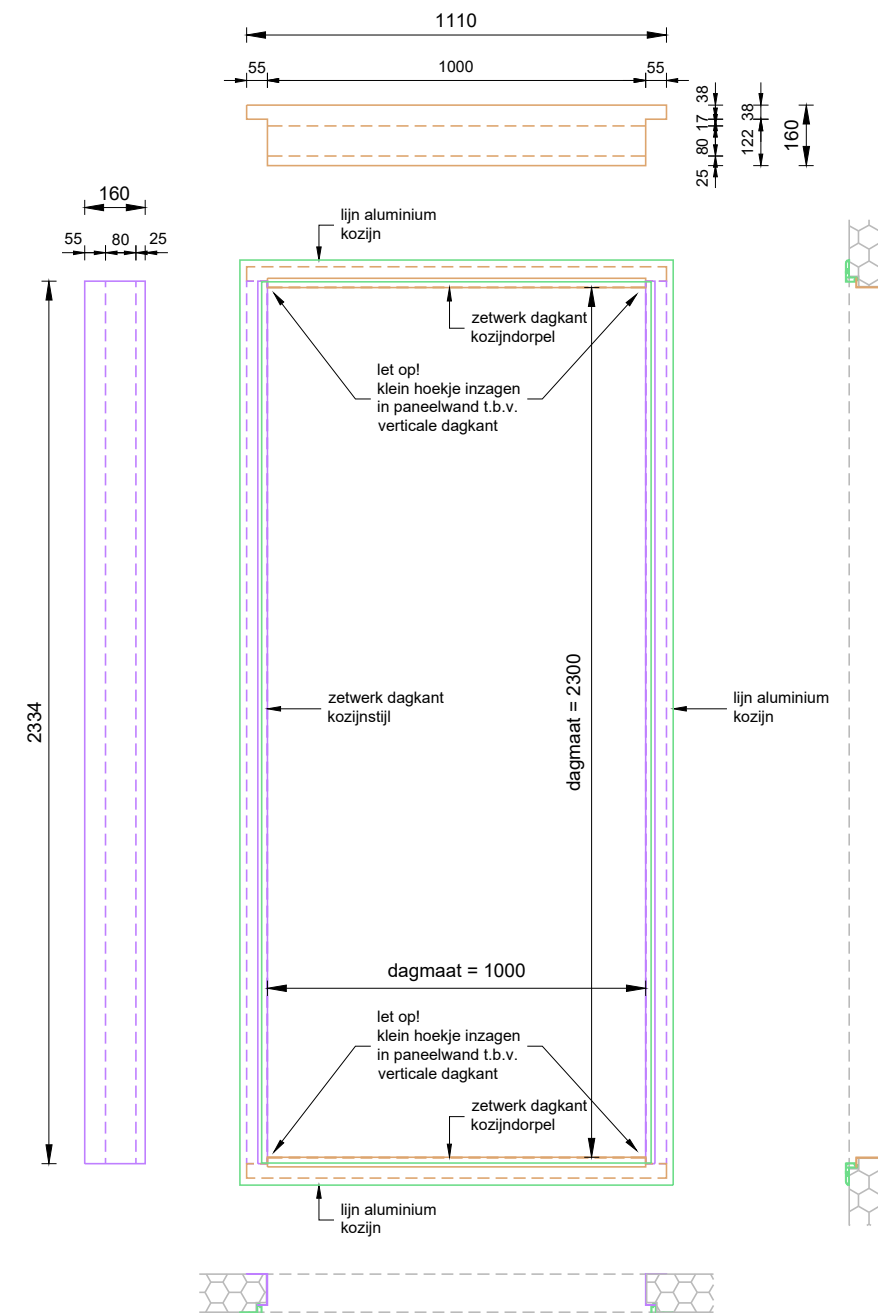 1110
55
1000
55
38
17
80
25
38
122
160
160
55
80
25
lijn aluminium
kozijn
zetwerk dagkant
kozijndorpel
let op!
klein hoekje inzagen
in paneelwand t.b.v.
verticale dagkant
2334
zetwerk dagkant
kozijnstijl
dagmaat = 2300
lijn aluminium
kozijn
dagmaat = 1000
let op!
klein hoekje inzagen
in paneelwand t.b.v.
verticale dagkant
zetwerk dagkant
kozijndorpel
lijn aluminium
kozijn